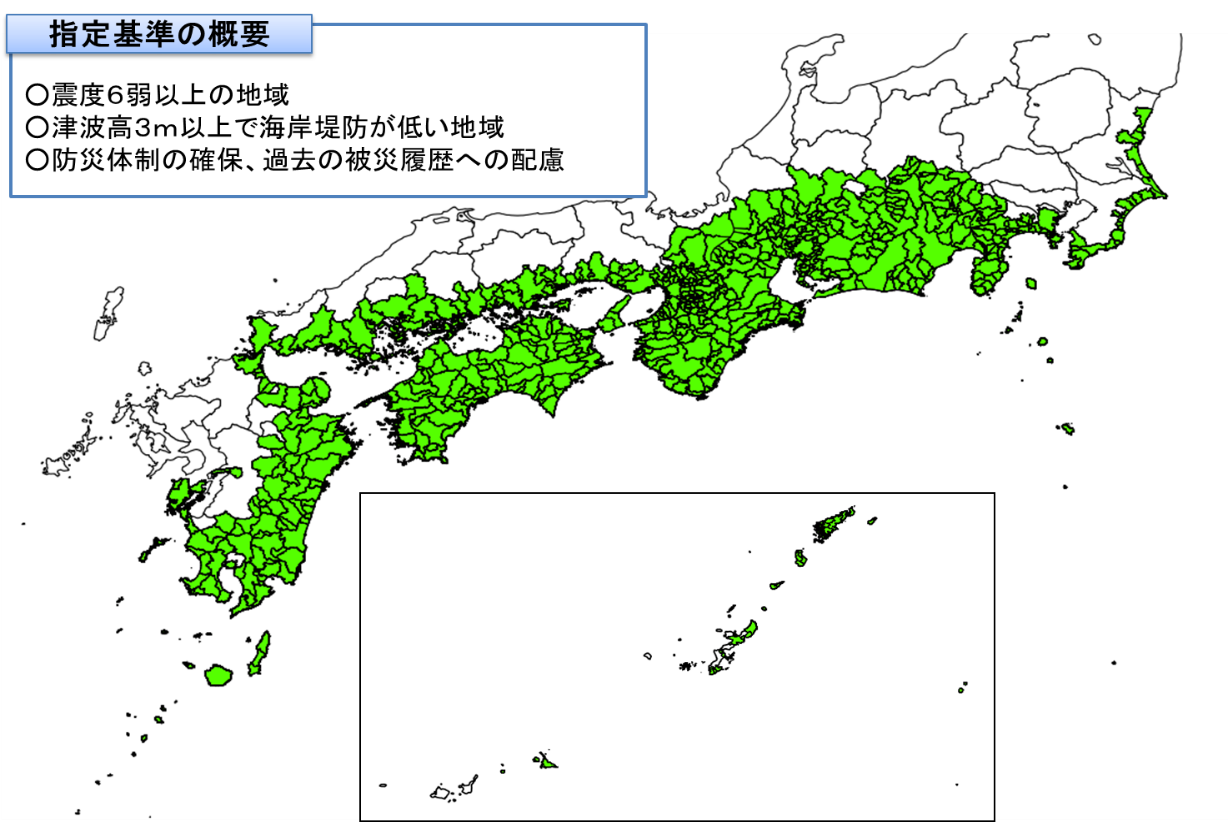 指定基準の概要
○震度６弱以上の地域
○津波高３ｍ以上で海岸堤防が低い地域
○防災体制の確保、過去の被災履歴への配慮